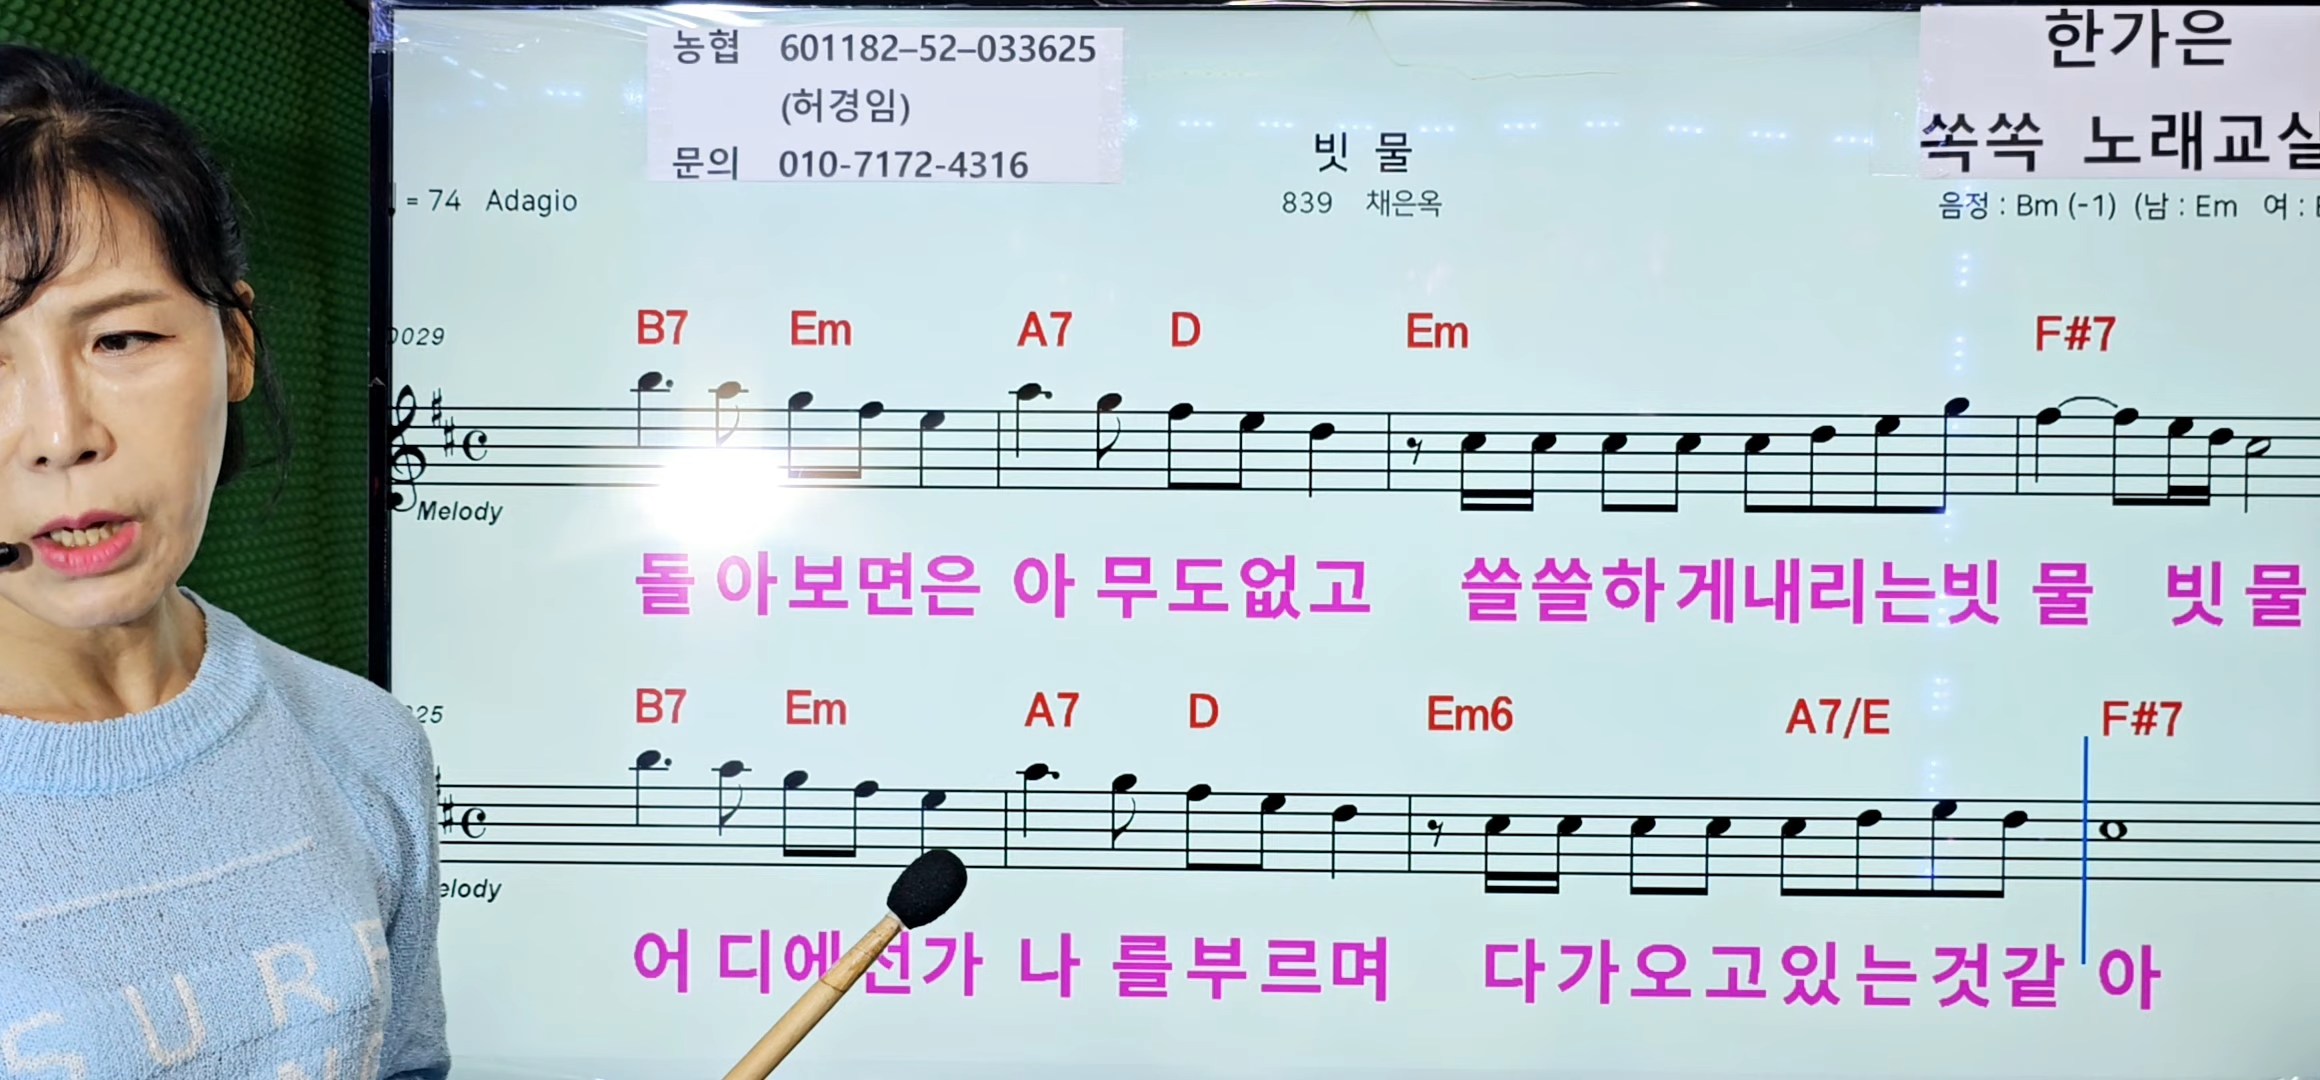 농협 601182–52–033625
(허경임)
문의 010-7172-4316
한가은
쏙쏙 노래교실
빗 물
= 74 Adagio
839 채은옥
음정 : Bm (-1) (남 : Em 여 :
0029
B7 Em A7 D Em F#7
Melody
돌 아보면은 아 무도없고 쓸쓸하게내리는빗 물 빗 물
25
B7 Em A7 D Em6 A7/E F#7
elody
어 디에선가 나 를부르며 다가오고있는것같 아
SURF